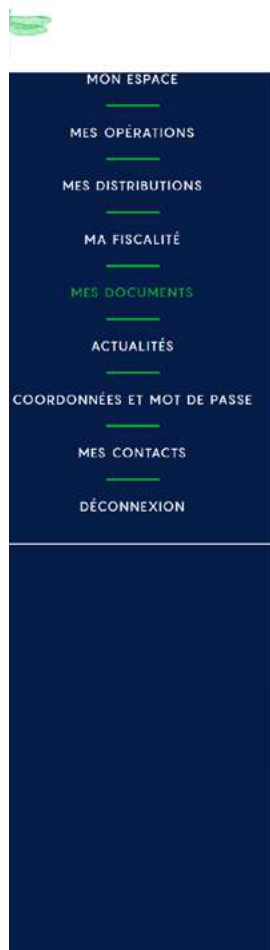 MON ESPACE
MES OPÉRATIONS
MES DISTRIBUTIONS
MA FISCALITÉ
MES DOCUMENTS
ACTUALITÉS
COORDONNÉES ET MOT DE PASSE
MES CONTACTS
DÉCONNEXION